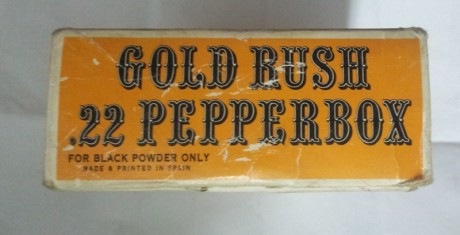 GOLD RUSH
.22 PEPPERBOX
FOR BLACK POWDER ONLY
MADE & PRINTED IN SPAIN